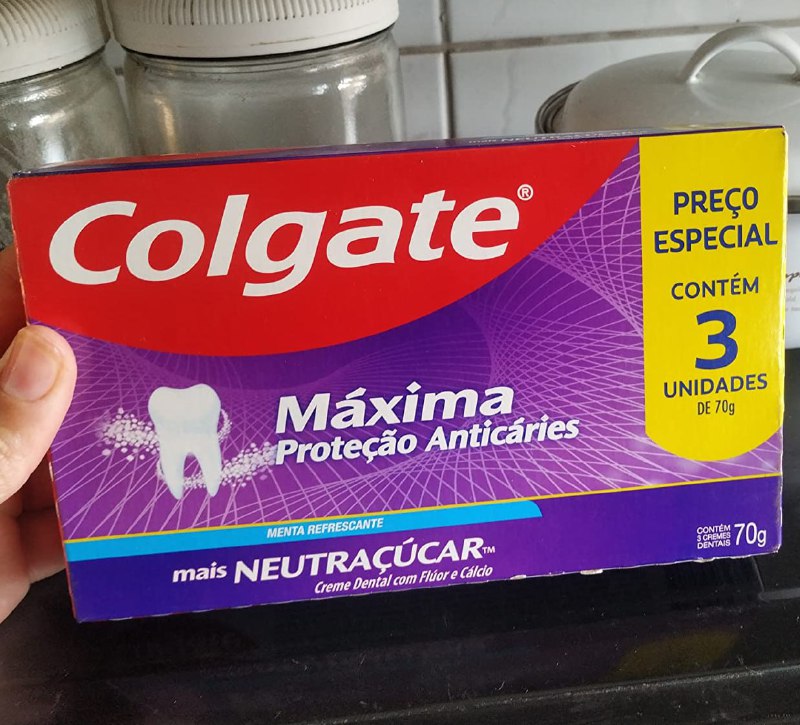 Colgate®
PREÇO
ESPECIAL
CONTÉM
3
UNIDADES
DE 70g
Máxima
Proteção Anticáries
MENTA REFRESCANTE
mais NEUTRAÇÚCAR™
Creme Dental com Flúor e Cálcio
CONTÉM
3 CREMES
DENTAIS
70g